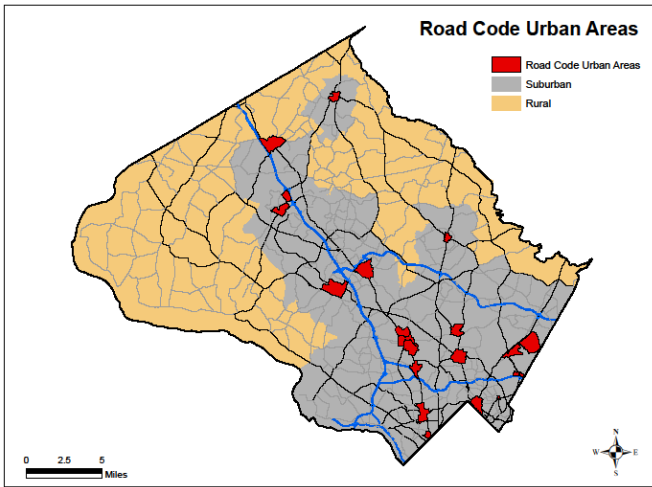 Road Code Urban Areas
Road Code Urban Areas
Suburban
Rural
N
W E
S
0 2.5 5
Miles